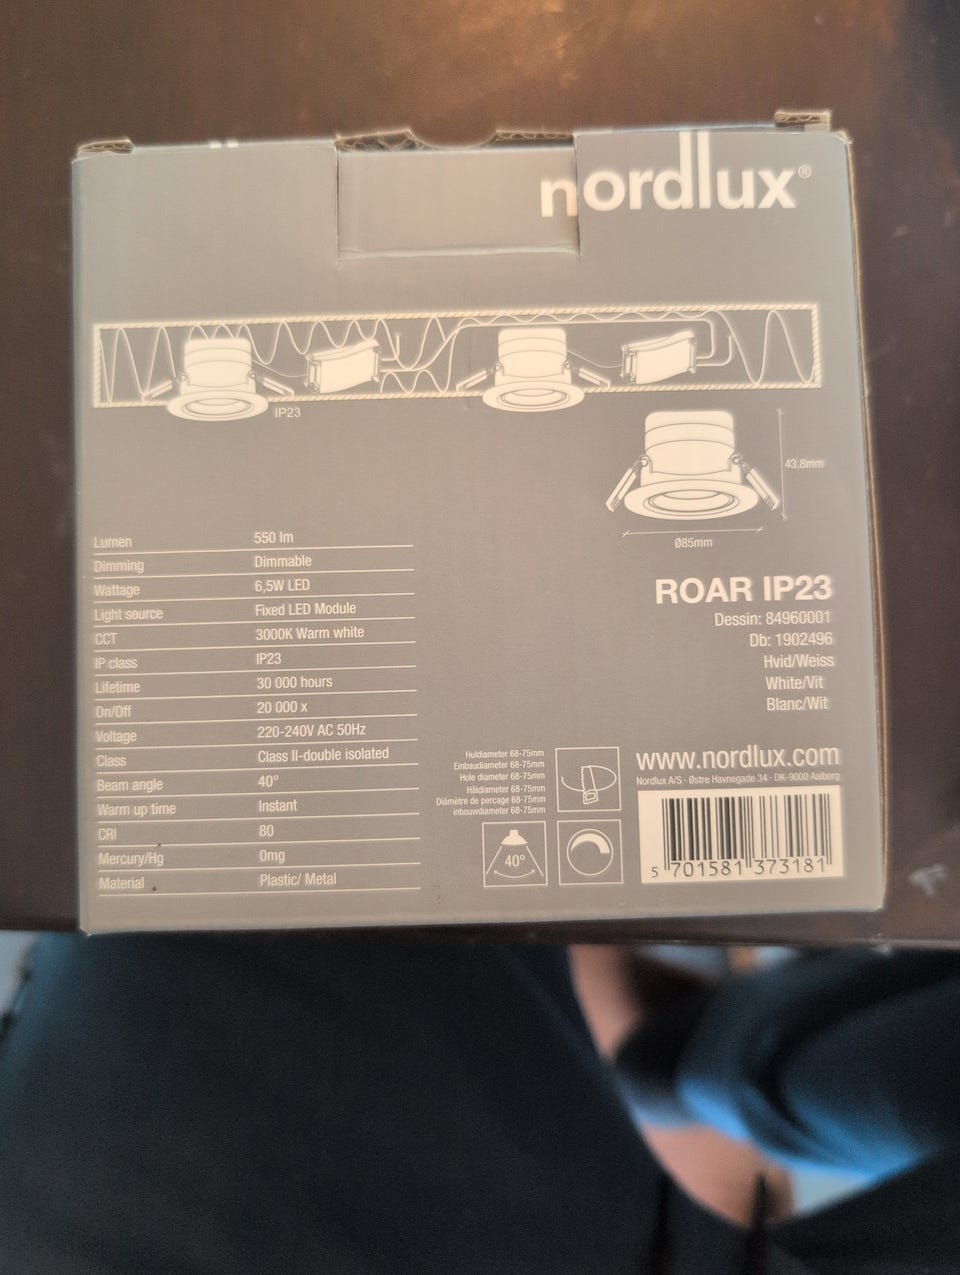 nordlux®
IP23
43,8mm
Ø85mm
Lumen 550 lm
Dimming Dimmable
Wattage 6,5W LED
Light source Fixed LED Module
CCT 3000K Warm white
IP class IP23
Lifetime 30 000 hours
On/Off 20 000 x
Voltage 220-240V AC 50Hz
Class Class II-double isolated
Beam angle 40°
Warm up time Instant
CRI 80
Mercury/Hg 0mg
Material Plastic/ Metal
ROAR IP23
Dessin: 84960001
Db: 1902496
Hvid/Weiss
White/Vit
Blanc/Wit
Huldiameter 68-75mm
Einbaudiameter 68-75mm
Hole diameter 68-75mm
Håldiameter 68-75mm
Diámètre de percage 68-75mm
inbouwdiameter 68-75mm
40°
www.nordlux.com
Nordlux A/S · Østre Havnegade 34 · DK-9000 Aalborg
5 701581 373181